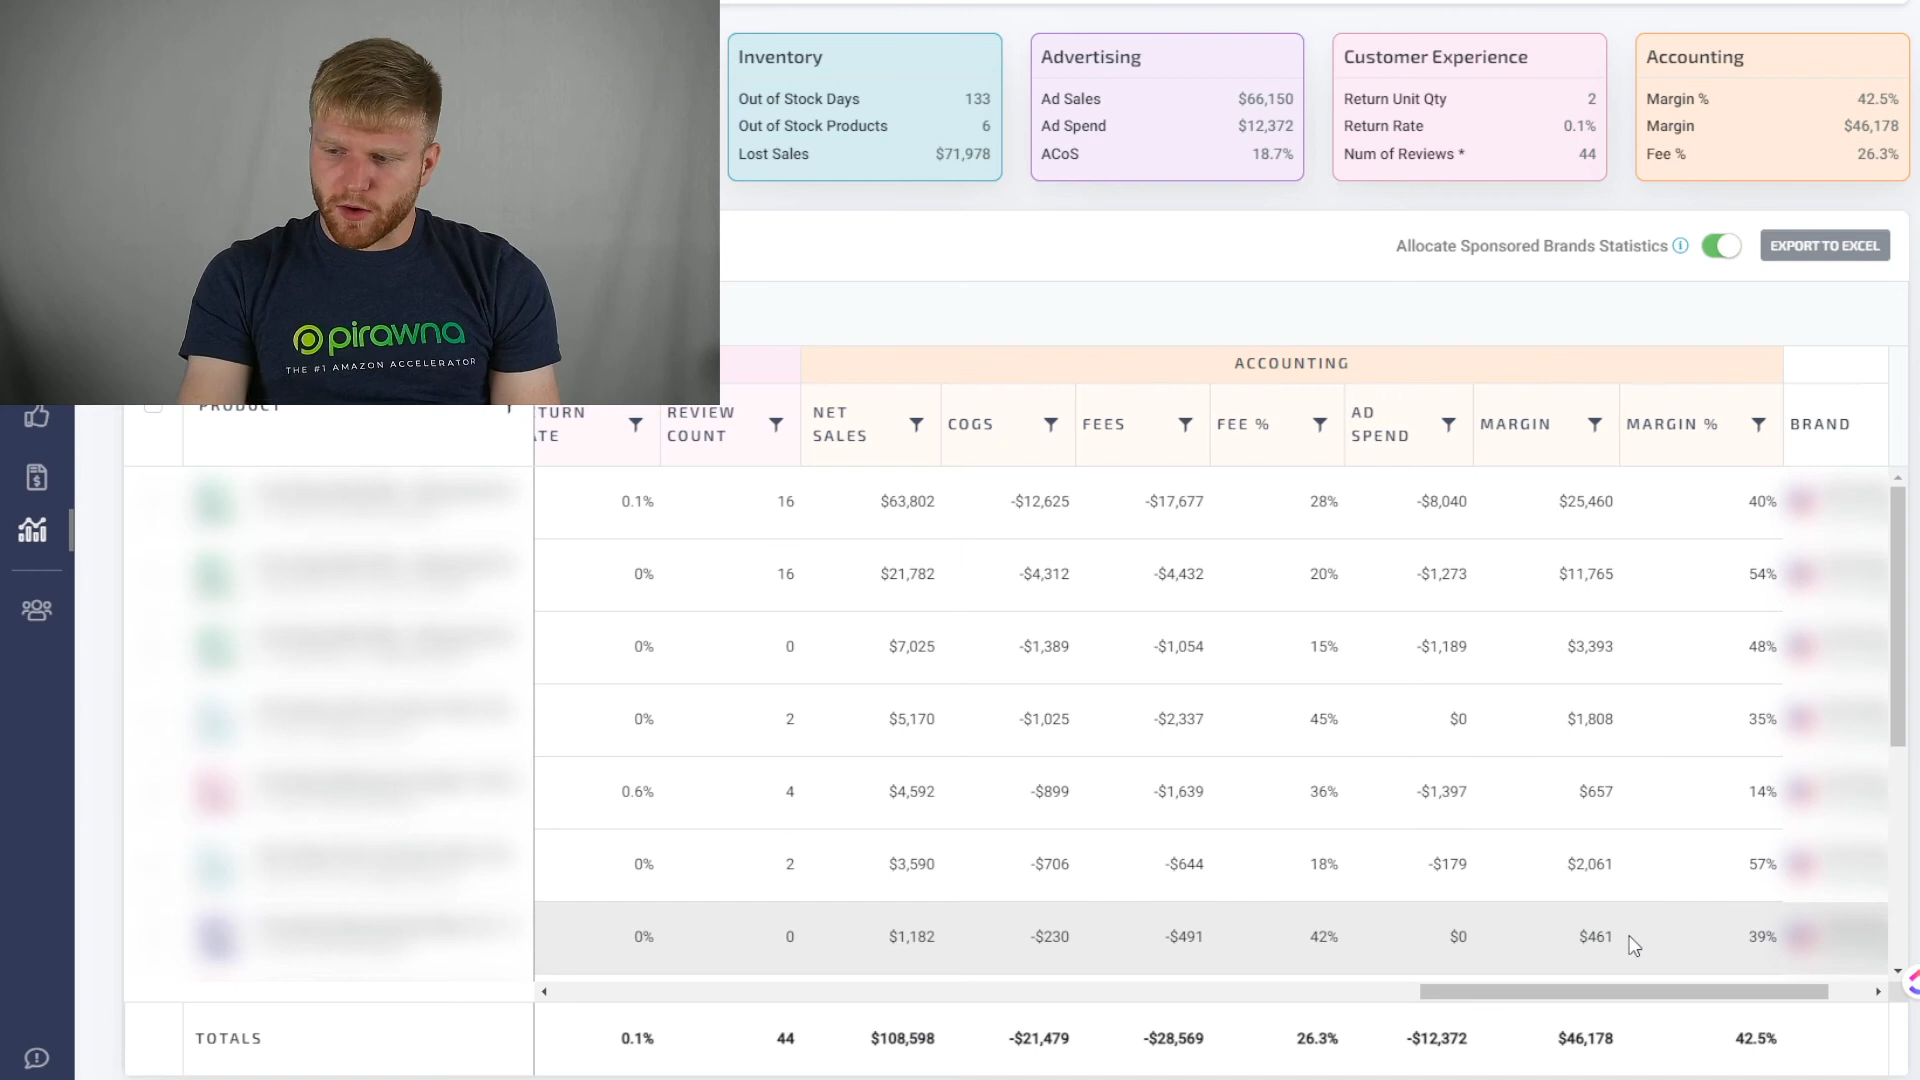 Inventory
Out of Stock Days 133
Out of Stock Products 6
Lost Sales $71,978
Advertising
Ad Sales $66,150
Ad Spend $12,372
ACoS 18.7%
Customer Experience
Return Unit Qty 2
Return Rate 0.1%
Num of Reviews * 44
Accounting
Margin % 42.5%
Margin $46,178
Fee % 26.3%
Allocate Sponsored Brands Statistics
EXPORT TO EXCEL
pirawna
THE #1 AMAZON ACCELERATOR
ACCOUNTING
PRODUCT TURN ATE REVIEW COUNT NET SALES COGS FEES FEE % AD SPEND MARGIN MARGIN % BRAND
0.1% 16 $63,802 -$12,625 -$17,677 28% -$8,040 $25,460 40%
0% 16 $21,782 -$4,312 -$4,432 20% -$1,273 $11,765 54%
0% 0 $7,025 -$1,389 -$1,054 15% -$1,189 $3,393 48%
0% 2 $5,170 -$1,025 -$2,337 45% $0 $1,808 35%
0.6% 4 $4,592 -$899 -$1,639 36% -$1,397 $657 14%
0% 2 $3,590 -$706 -$644 18% -$179 $2,061 57%
0% 0 $1,182 -$230 -$491 42% $0 $461 39%
TOTALS 0.1% 44 $108,598 -$21,479 -$28,569 26.3% -$12,372 $46,178 42.5%